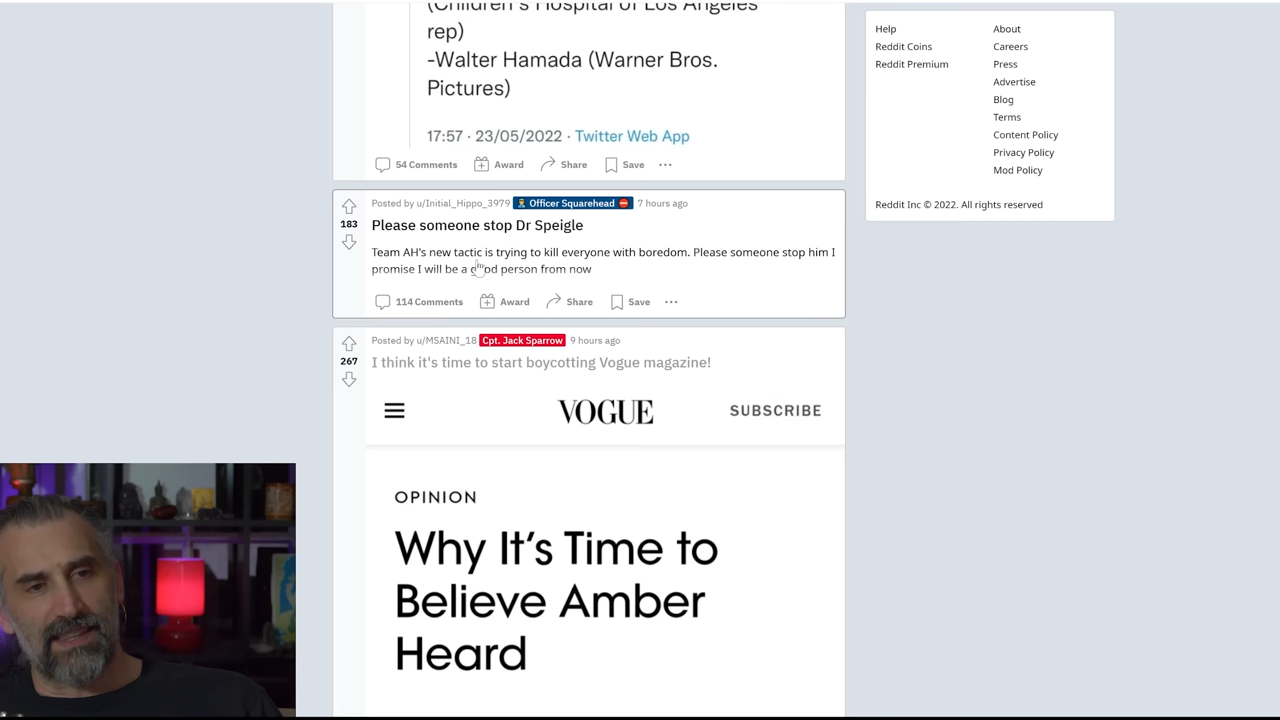 (Children's Hospital of Los Angeles
rep)
-Walter Hamada (Warner Bros.
Pictures)
17:57 · 23/05/2022 · Twitter Web App
54 Comments Award Share Save
Posted by u/Initial_Hippo_3979 Officer Squarehead 7 hours ago
183
Please someone stop Dr Speigle
Team AH's new tactic is trying to kill everyone with boredom. Please someone stop him I
promise I will be a good person from now
114 Comments Award Share Save
Posted by u/MSAINI_18 Cpt. Jack Sparrow 9 hours ago
267
I think it's time to start boycotting Vogue magazine!
VOGUE SUBSCRIBE
OPINION
Why It's Time to
Believe Amber
Heard
Help About
Reddit Coins Careers
Reddit Premium Press
Advertise
Blog
Terms
Content Policy
Privacy Policy
Mod Policy
Reddit Inc © 2022. All rights reserved